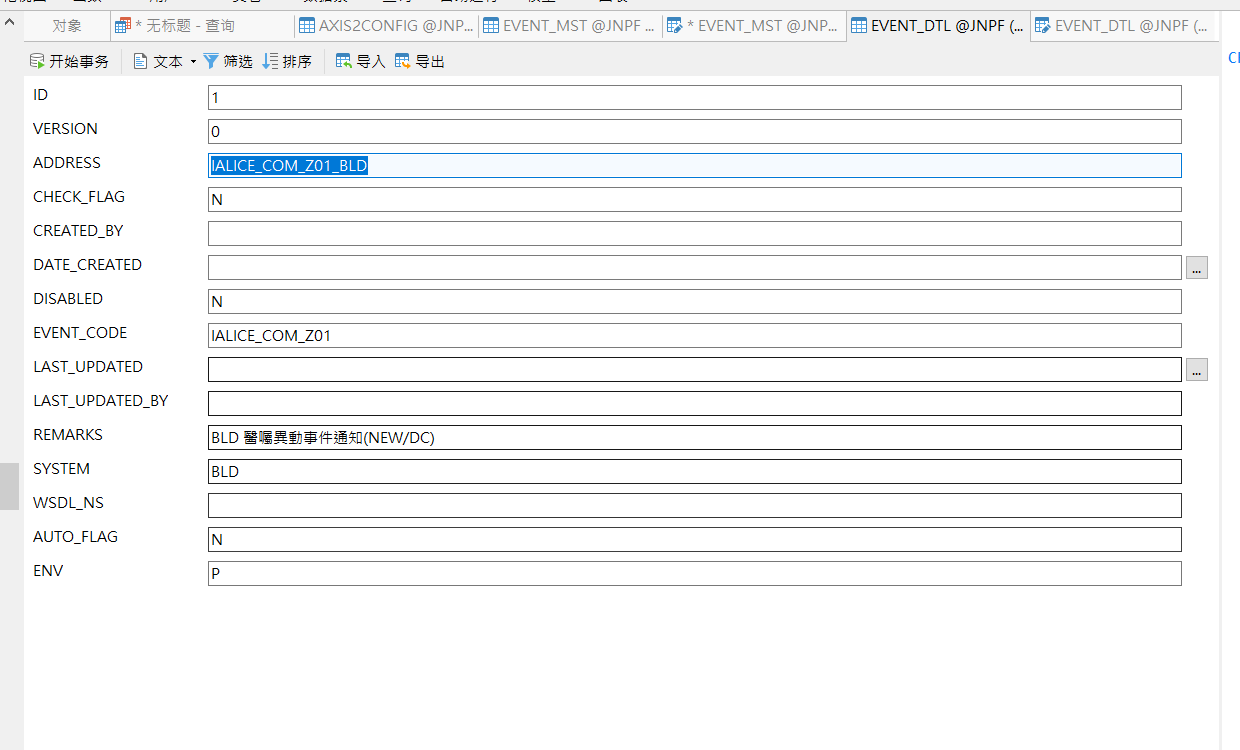 对象
* 无标题 - 查询
AXIS2CONFIG @JNP...
EVENT_MST @JNPF ...
* EVENT_MST @JNP...
EVENT_DTL @JNPF (...
EVENT_DTL @JNPF (...
开始事务
文本
筛选
排序
导入
导出
ID
1
VERSION
0
ADDRESS
IALICE_COM_Z01_BLD
CHECK_FLAG
N
CREATED_BY
DATE_CREATED
...
DISABLED
N
EVENT_CODE
IALICE_COM_Z01
LAST_UPDATED
...
LAST_UPDATED_BY
REMARKS
BLD 醫囑異動事件通知(NEW/DC)
SYSTEM
BLD
WSDL_NS
AUTO_FLAG
N
ENV
P